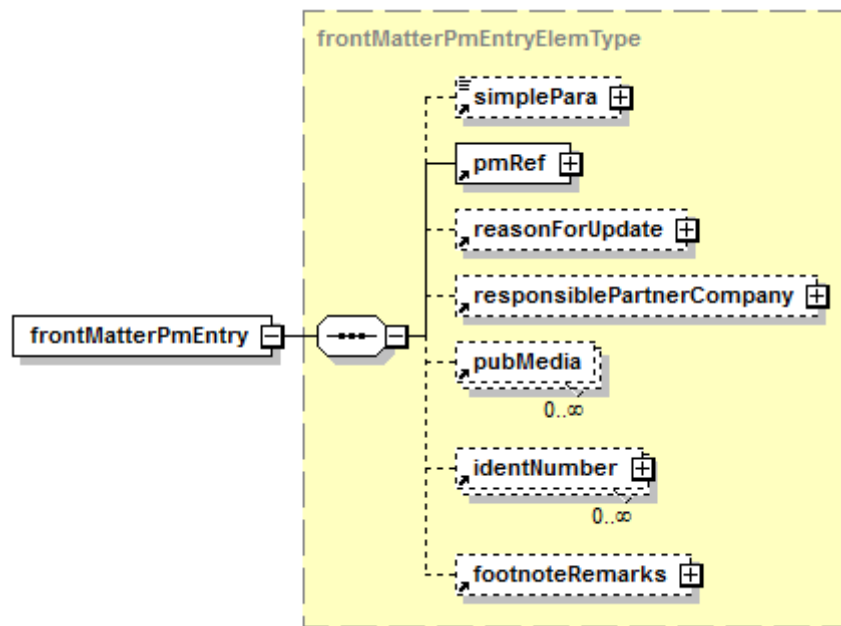 frontMatterPmEntryElemType
simplePara
pmRef
reasonForUpdate
responsiblePartnerCompany
frontMatterPmEntry
pubMedia
0..∞
identNumber
0..∞
footnoteRemarks